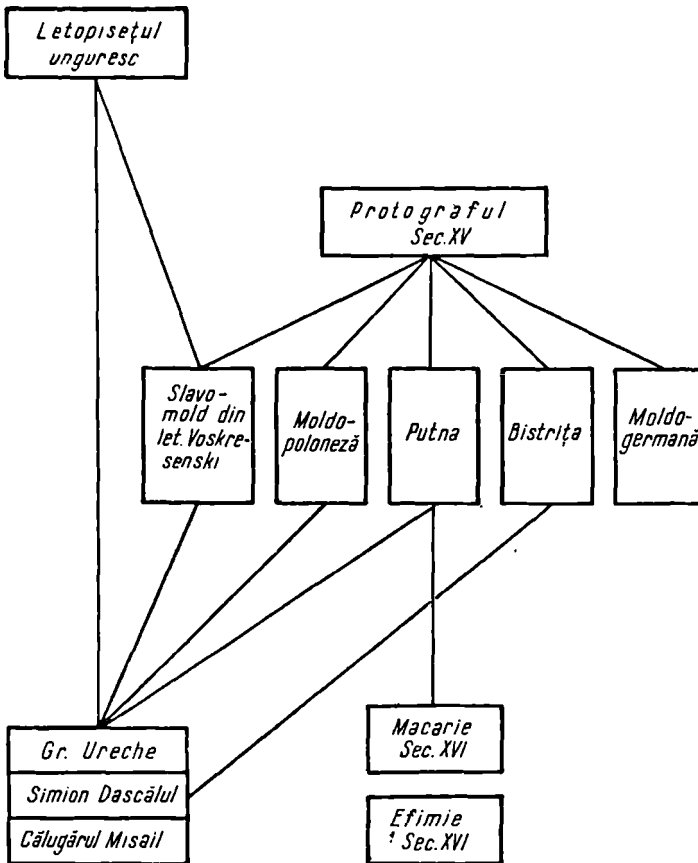 Letopisețul
unguresc
Protograful
Sec.XV
Slavo-
mold din
let. Voskre-
senski
Moldo-
poloneză
Putna
Bistrița
Moldo-
germană
Gr. Ureche
Simion Dascălul
Călugărul Misail
Macarie
Sec. XVI
Efimie
Sec. XVI